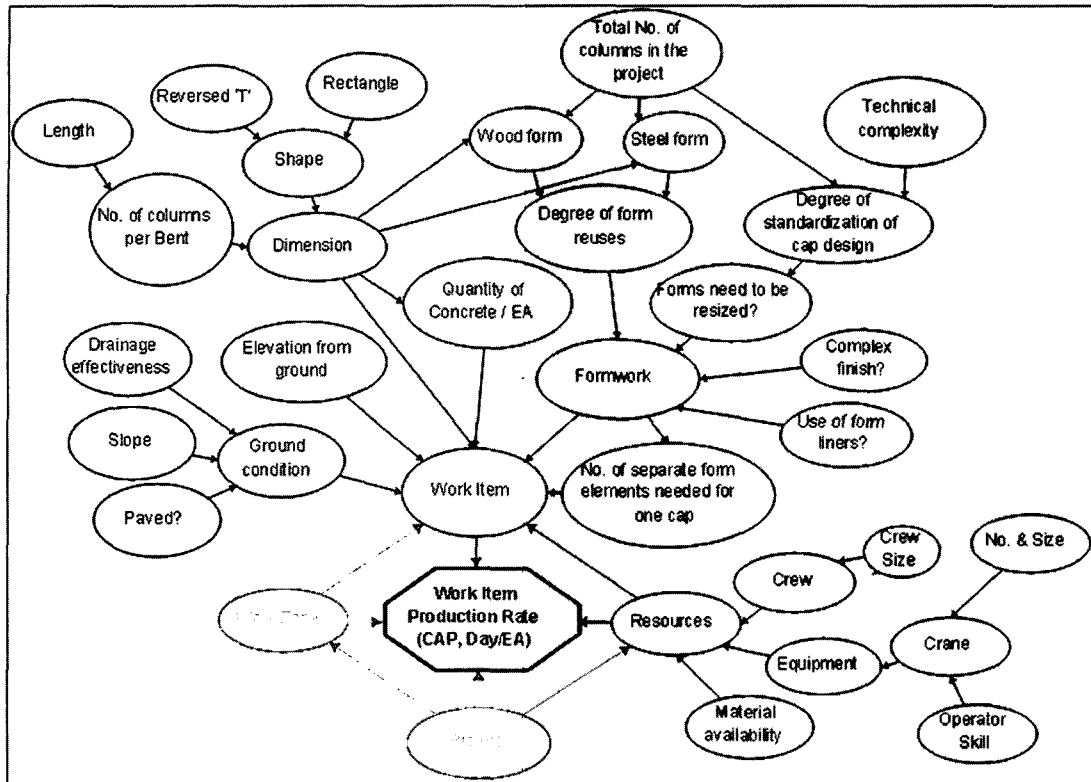 Total No. of
columns in the
project
Reversed 'T'
Rectangle
Technical
complexity
Length
Wood form
Steel form
Shape
No. of columns
per Bent
Degree of form
reuses
Degree of
standardization of
cap design
Dimension
Quantity of
Concrete / EA
Forms need to be
resized?
Drainage
effectiveness
Elevation from
ground
Complex
finish?
Formwork
Slope
Ground
condition
Use of form
liners?
Work Item
No. of separate form
elements needed for
one cap
Paved?
Crew
Size
No. & Size
Crew
Work Item
Production Rate
(CAP, Day/EA)
Resources
Equipment
Crane
Material
availability
Operator
Skill